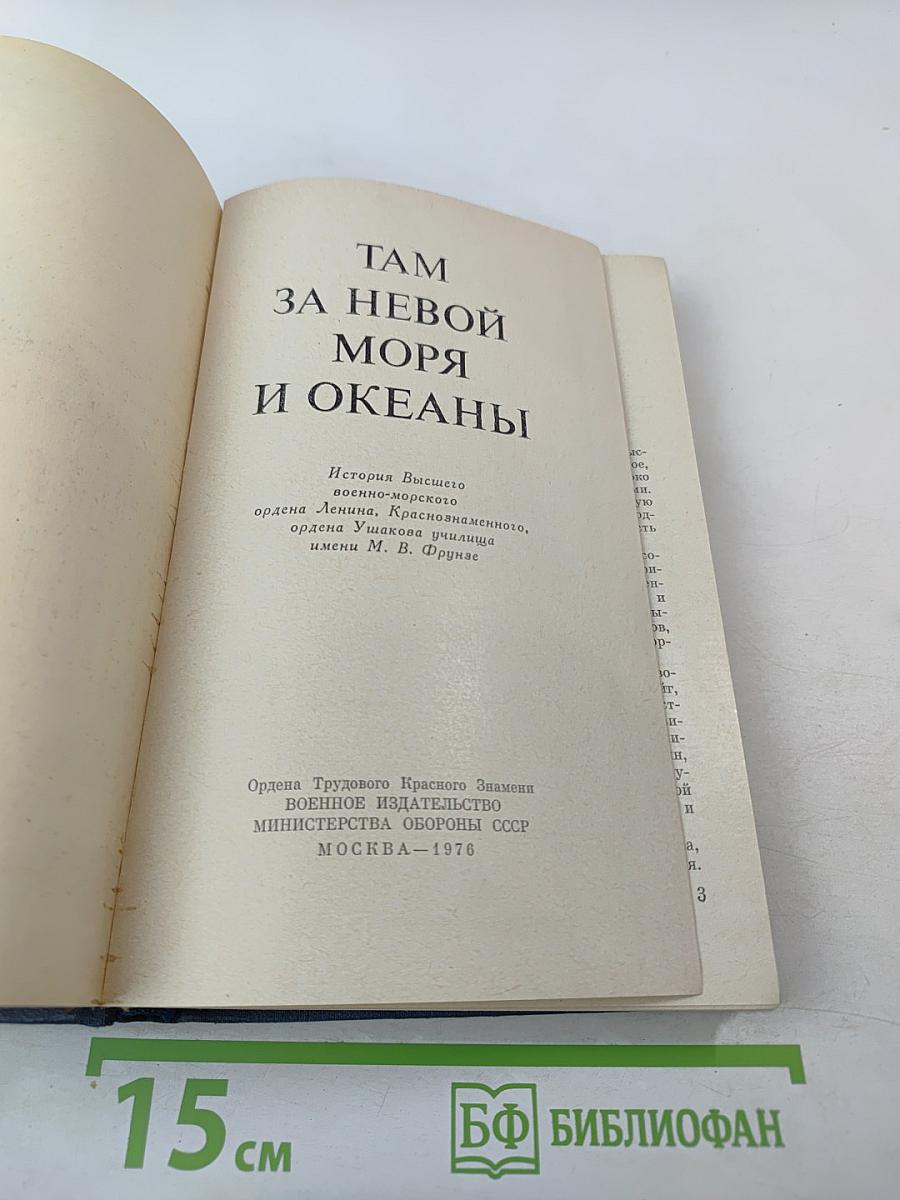 ТАМ
ЗА НЕВОЙ
МОРЯ
И ОКЕАНЫ
История Высшего
военно-морского
ордена Ленина, Краснознаменного,
ордена Ушакова училища
имени М. В. Фрунзе
Ордена Трудового Красного Знамени
ВОЕННОЕ ИЗДАТЕЛЬСТВО
МИНИСТЕРСТВА ОБОРОНЫ СССР
МОСКВА—1976
3
15 см
БФ БИБЛИОФАН